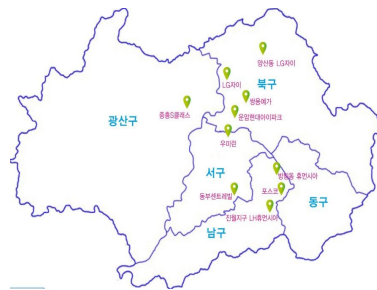 양산동 LG자이
LG자이
북구
쌍용예가
중흥S클래스
운암현대아이파크
광산구
우미린
서구
방림동 휴먼시아
동부센트레빌
포스코
동구
진월지구 LH휴먼시아
남구